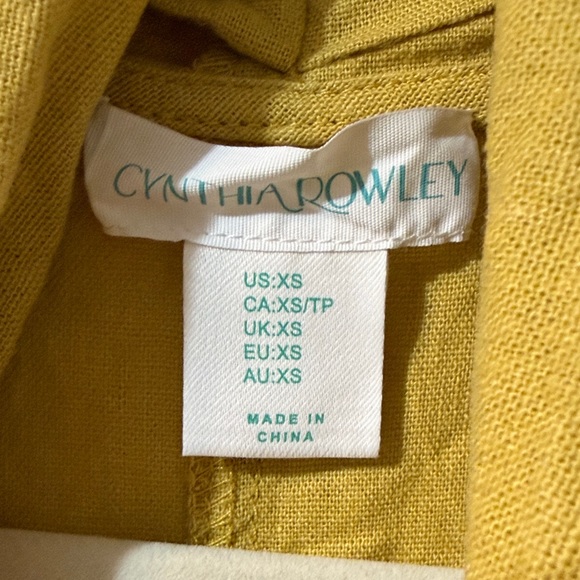 CYNTHIA ROWLEY
US:XS
CA:XS/TP
UK:XS
EU:XS
AU:XS
MADE IN
CHINA